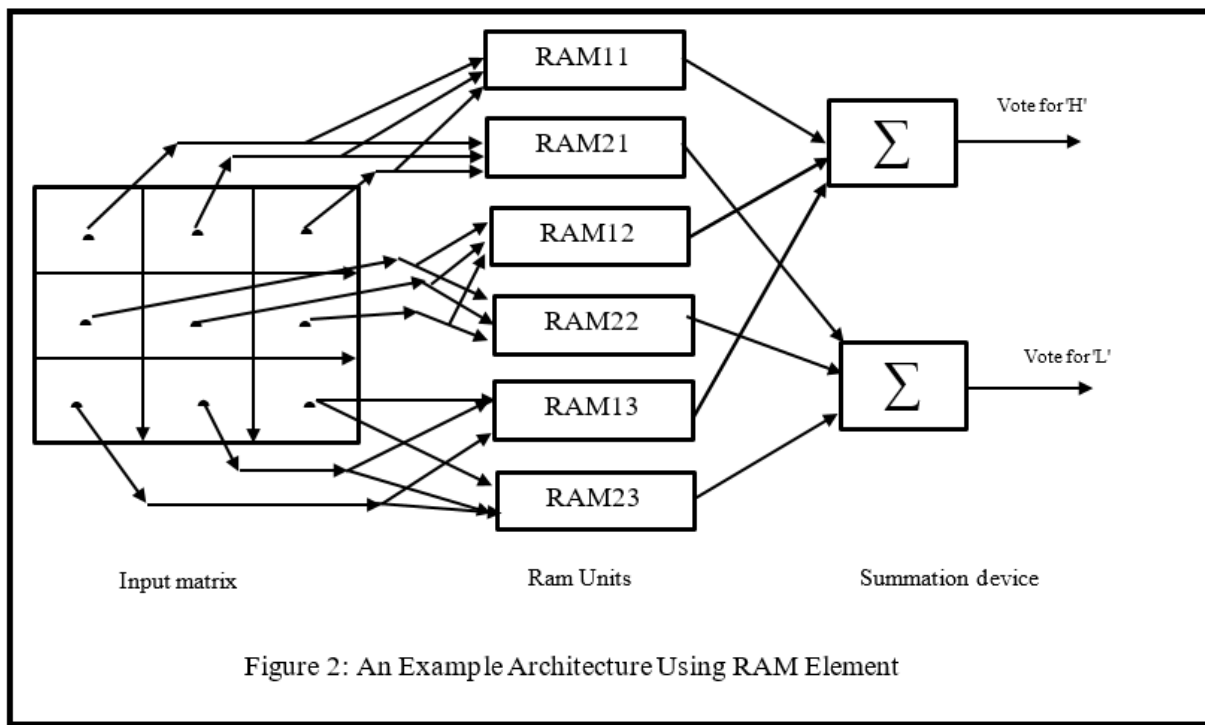 RAM11
Vote for 'H'
∑
RAM21
RAM12
RAM22
Vote for 'L'
∑
RAM13
RAM23
Input matrix
Ram Units
Summation device
Figure 2: An Example Architecture Using RAM Element